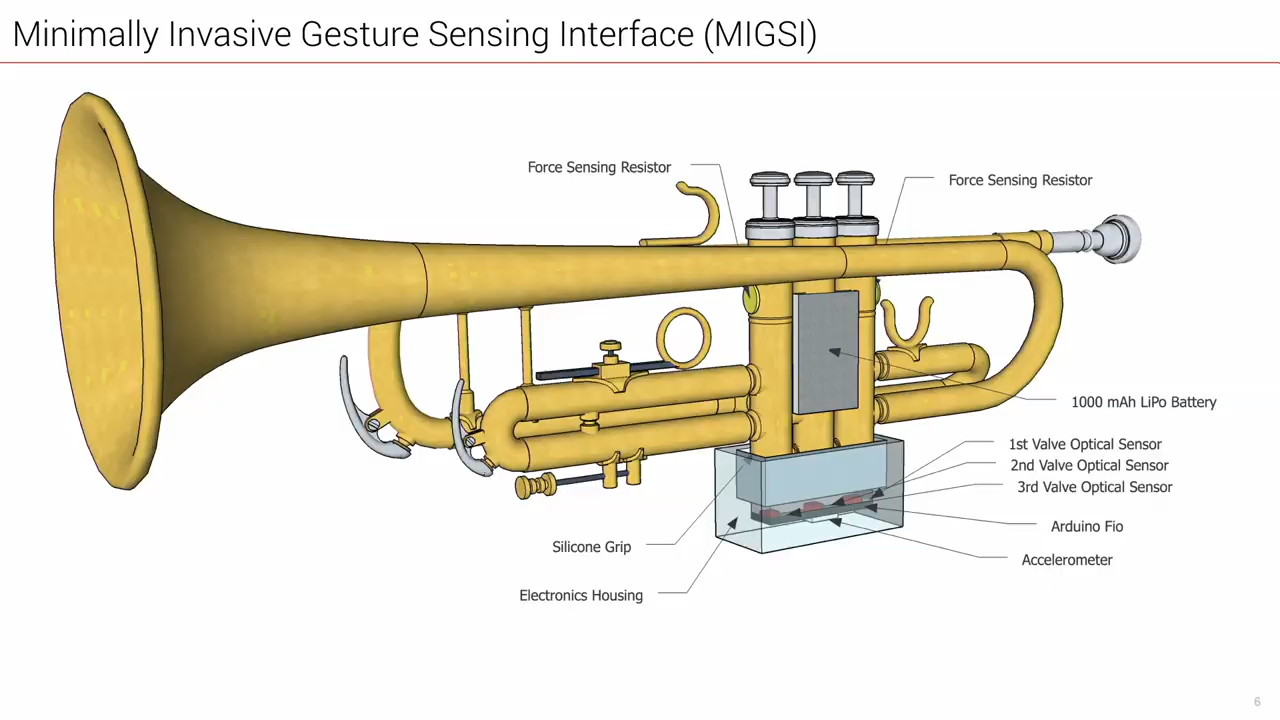 Minimally Invasive Gesture Sensing Interface (MIGSI)
Force Sensing Resistor
Force Sensing Resistor
1000 mAh LiPo Battery
1st Valve Optical Sensor
2nd Valve Optical Sensor
3rd Valve Optical Sensor
Arduino Fio
Silicone Grip
Accelerometer
Electronics Housing
6